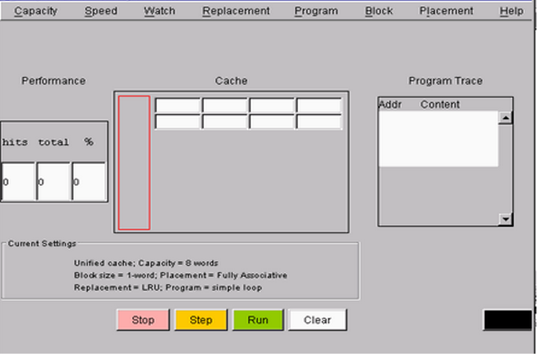 Capacity Speed Watch Replacement Program Block Placement Help
Performance Cache Program Trace
Addr Content
hits total %
0 0 0
Current Settings
Unified cache; Capacity = 8 words
Block size = 1-word; Placement = Fully Associative
Replacement = LRU; Program = simple loop
Stop Step Run Clear